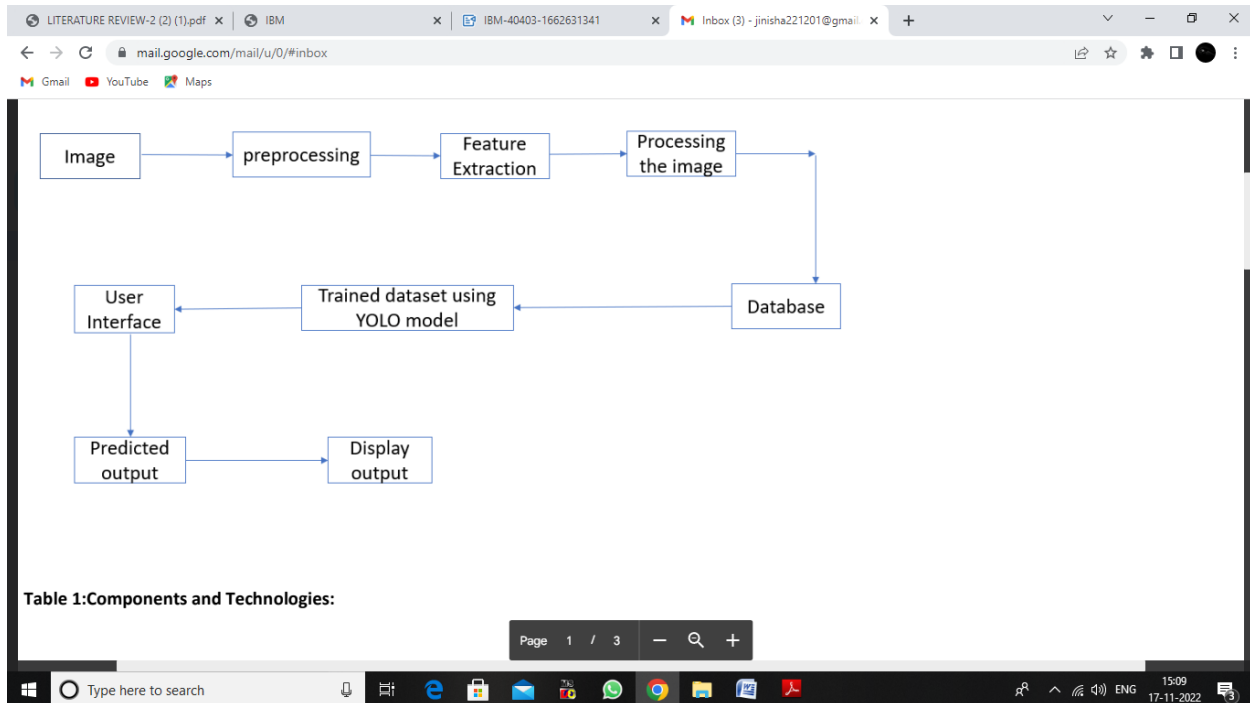 LITERATURE REVIEW-2 (2) (1).pdf
IBM
IBM-40403-1662631341
Inbox (3) - jinisha221201@gmail.
mail.google.com/mail/u/0/#inbox
Gmail
YouTube
Maps
Image
preprocessing
Feature
Extraction
Processing
the image
User
Interface
Trained dataset using
YOLO model
Database
Predicted
output
Display
output
Table 1:Components and Technologies:
Page 1 / 3
Type here to search
ENG
15:09
17-11-2022
3